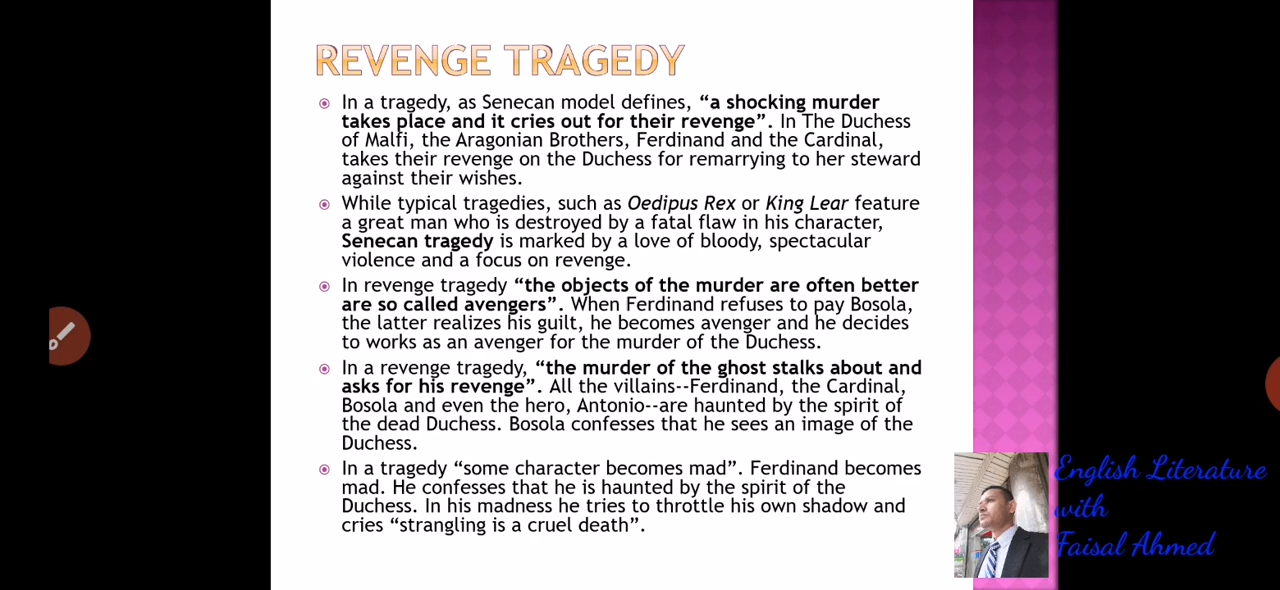 REVENGE TRAGEDY
In a tragedy, as Senecan model defines, “a shocking murder
takes place and it cries out for their revenge”. In The Duchess
of Malfi, the Aragonian Brothers, Ferdinand and the Cardinal,
takes their revenge on the Duchess for remarrying to her steward
against their wishes.
While typical tragedies, such as Oedipus Rex or King Lear feature
a great man who is destroyed by a fatal flaw in his character,
Senecan tragedy is marked by a love of bloody, spectacular
violence and a focus on revenge.
In revenge tragedy “the objects of the murder are often better
are so called avengers”. When Ferdinand refuses to pay Bosola,
the latter realizes his guilt, he becomes avenger and he decides
to works as an avenger for the murder of the Duchess.
In a revenge tragedy, “the murder of the ghost stalks about and
asks for his revenge”. All the villains--Ferdinand, the Cardinal,
Bosola and even the hero, Antonio--are haunted by the spirit of
the dead Duchess. Bosola confesses that he sees an image of the
Duchess.
In a tragedy “some character becomes mad”. Ferdinand becomes
mad. He confesses that he is haunted by the spirit of the
Duchess. In his madness he tries to throttle his own shadow and
cries “strangling is a cruel death”.
English Literature
with
Faisal Ahmed